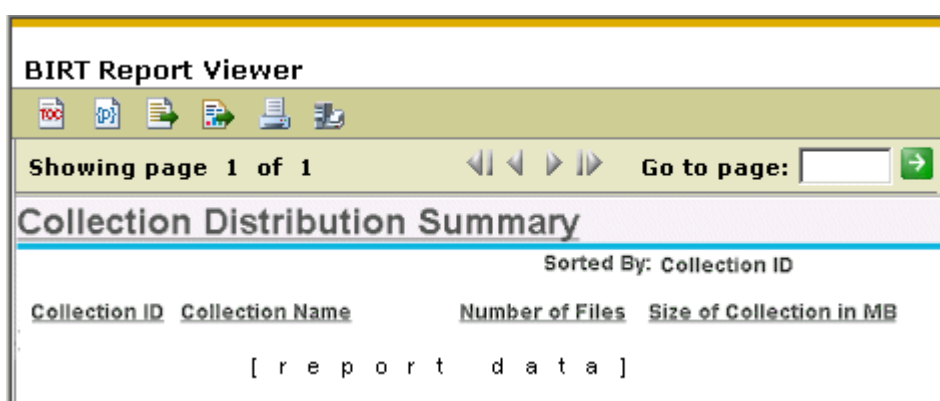 BIRT Report Viewer
TOC {p}
Showing page 1 of 1 Go to page:
Collection Distribution Summary
Sorted By: Collection ID
Collection ID Collection Name Number of Files Size of Collection in MB
[ r e p o r t d a t a ]